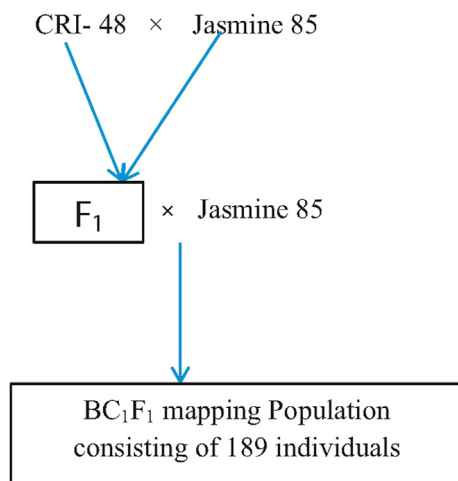 CRI- 48 × Jasmine 85
F₁ × Jasmine 85
BC₁F₁ mapping Population
consisting of 189 individuals